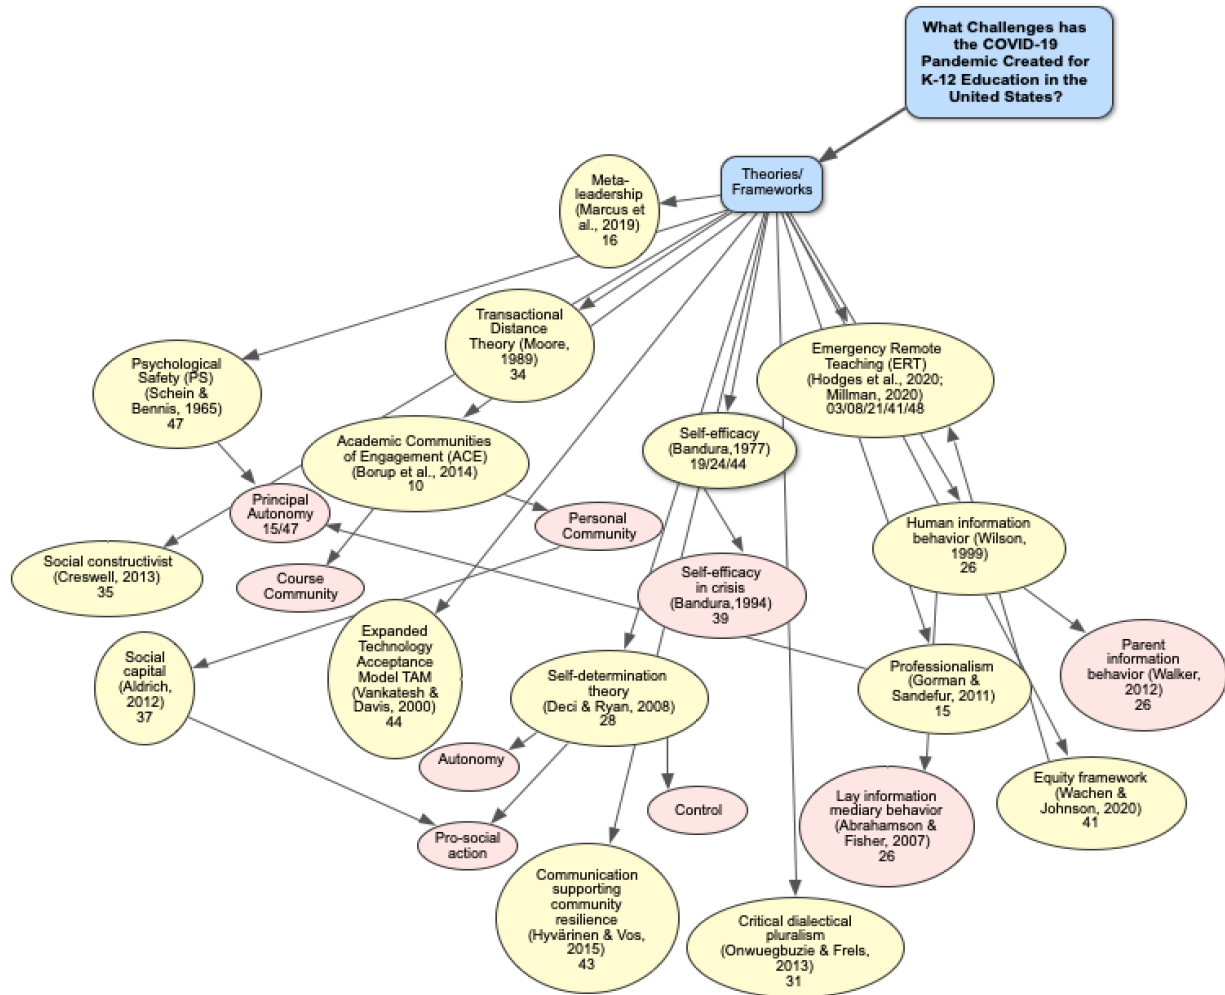 What Challenges has
the COVID-19
Pandemic Created for
K-12 Education in the
United States?
Theories/
Frameworks
Meta-
leadership
(Marcus et
al., 2019)
16
Transactional
Distance
Theory (Moore,
1989)
34
Psychological
Safety (PS)
(Schein &
Bennis, 1965)
47
Emergency Remote
Teaching (ERT)
(Hodges et al., 2020;
Millman, 2020)
03/08/21/41/48
Academic Communities
of Engagement (ACE)
(Borup et al., 2014)
10
Self-efficacy
(Bandura,1977)
19/24/44
Principal
Autonomy
15/47
Personal
Community
Human information
behavior (Wilson,
1999)
26
Social constructivist
(Creswell, 2013)
35
Course
Community
Self-efficacy
in crisis
(Bandura,1994)
39
Expanded
Technology
Acceptance
Model TAM
(Vankatesh &
Davis, 2000)
44
Social
capital
(Aldrich,
2012)
37
Self-determination
theory
(Deci & Ryan, 2008)
28
Professionalism
(Gorman &
Sandefur, 2011)
15
Parent
information
behavior (Walker,
2012)
26
Autonomy
Control
Pro-social
action
Lay information
mediary behavior
(Abrahamson &
Fisher, 2007)
26
Equity framework
(Wachen &
Johnson, 2020)
41
Communication
supporting
community
resilience
(Hyvärinen & Vos,
2015)
43
Critical dialectical
pluralism
(Onwuegbuzie & Frels,
2013)
31